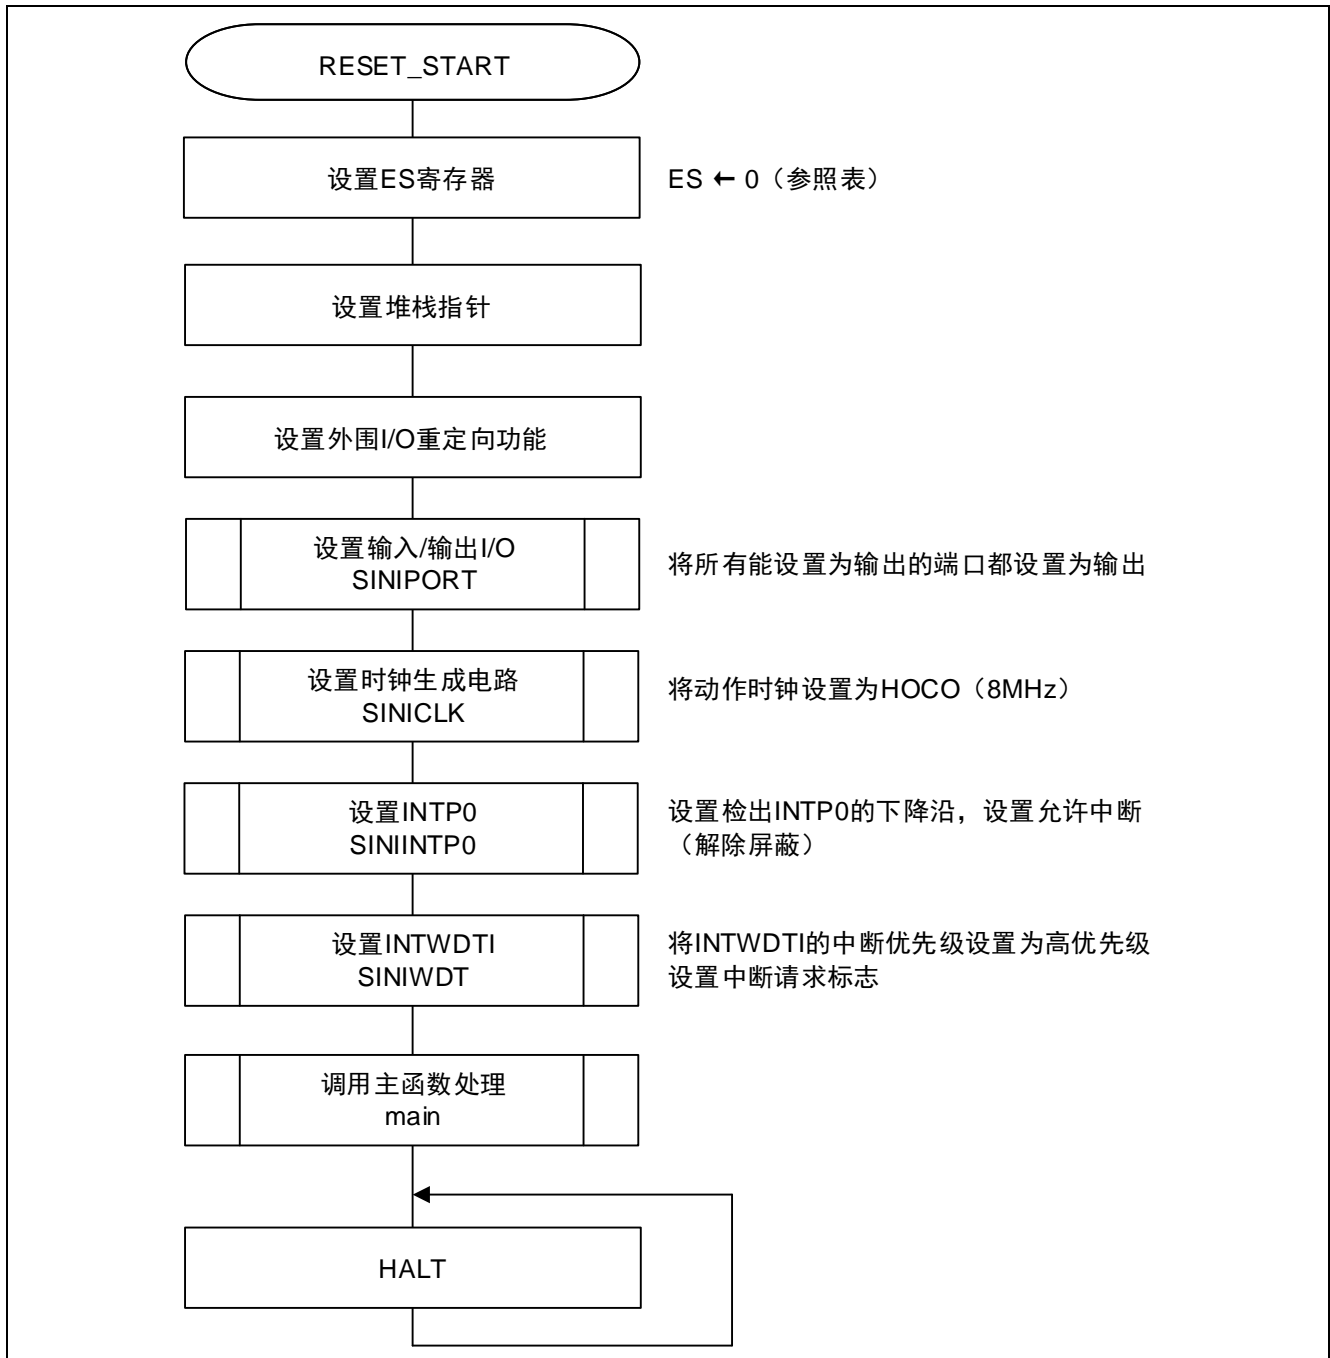 RESET_START
设置ES寄存器
ES ← 0（参照表）
设置堆栈指针
设置外围I/O重定向功能
设置输入/输出I/O
SINIPORT
将所有能设置为输出的端口都设置为输出
设置时钟生成电路
SINICLK
将动作时钟设置为HOCO（8MHz）
设置INTP0
SINIINTP0
设置检出INTP0的下降沿，设置允许中断
（解除屏蔽）
设置INTWDTI
SINIWDT
将INTWDTI的中断优先级设置为高优先级
设置中断请求标志
调用主函数处理
main
HALT